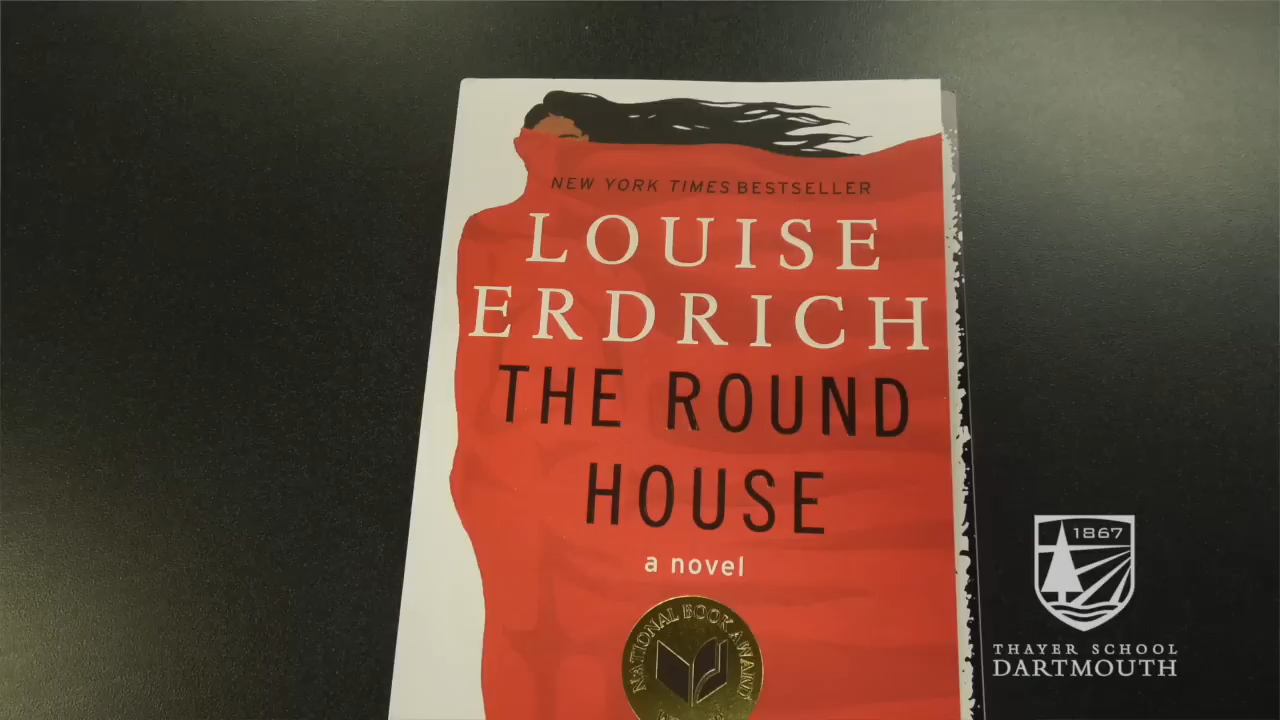 NEW YORK TIMES BESTSELLER
LOUISE
ERDRICH
THE ROUND
HOUSE
a novel
NATIONAL BOOK AWARD
1867
THAYER SCHOOL
DARTMOUTH